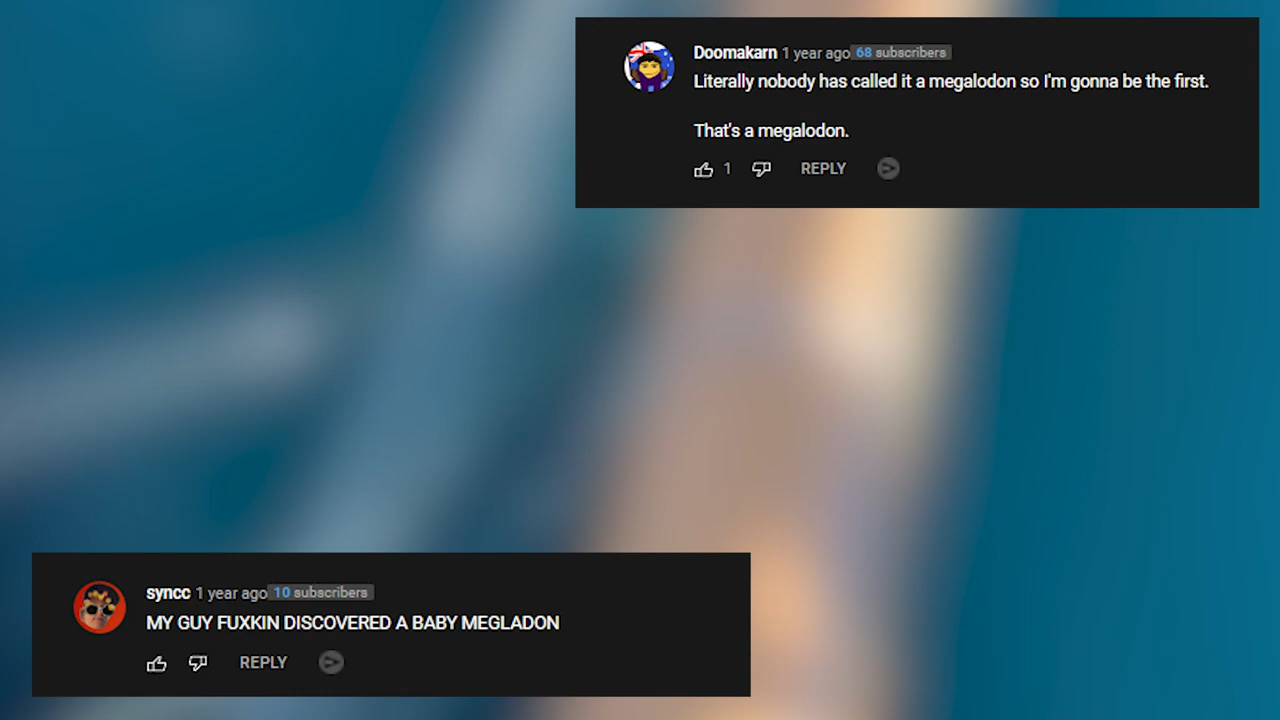 Doomakarn 1 year ago 68 subscribers
Literally nobody has called it a megalodon so I'm gonna be the first.
That's a megalodon.
1 REPLY
syncc 1 year ago 10 subscribers
MY GUY FUXKIN DISCOVERED A BABY MEGLADON
REPLY